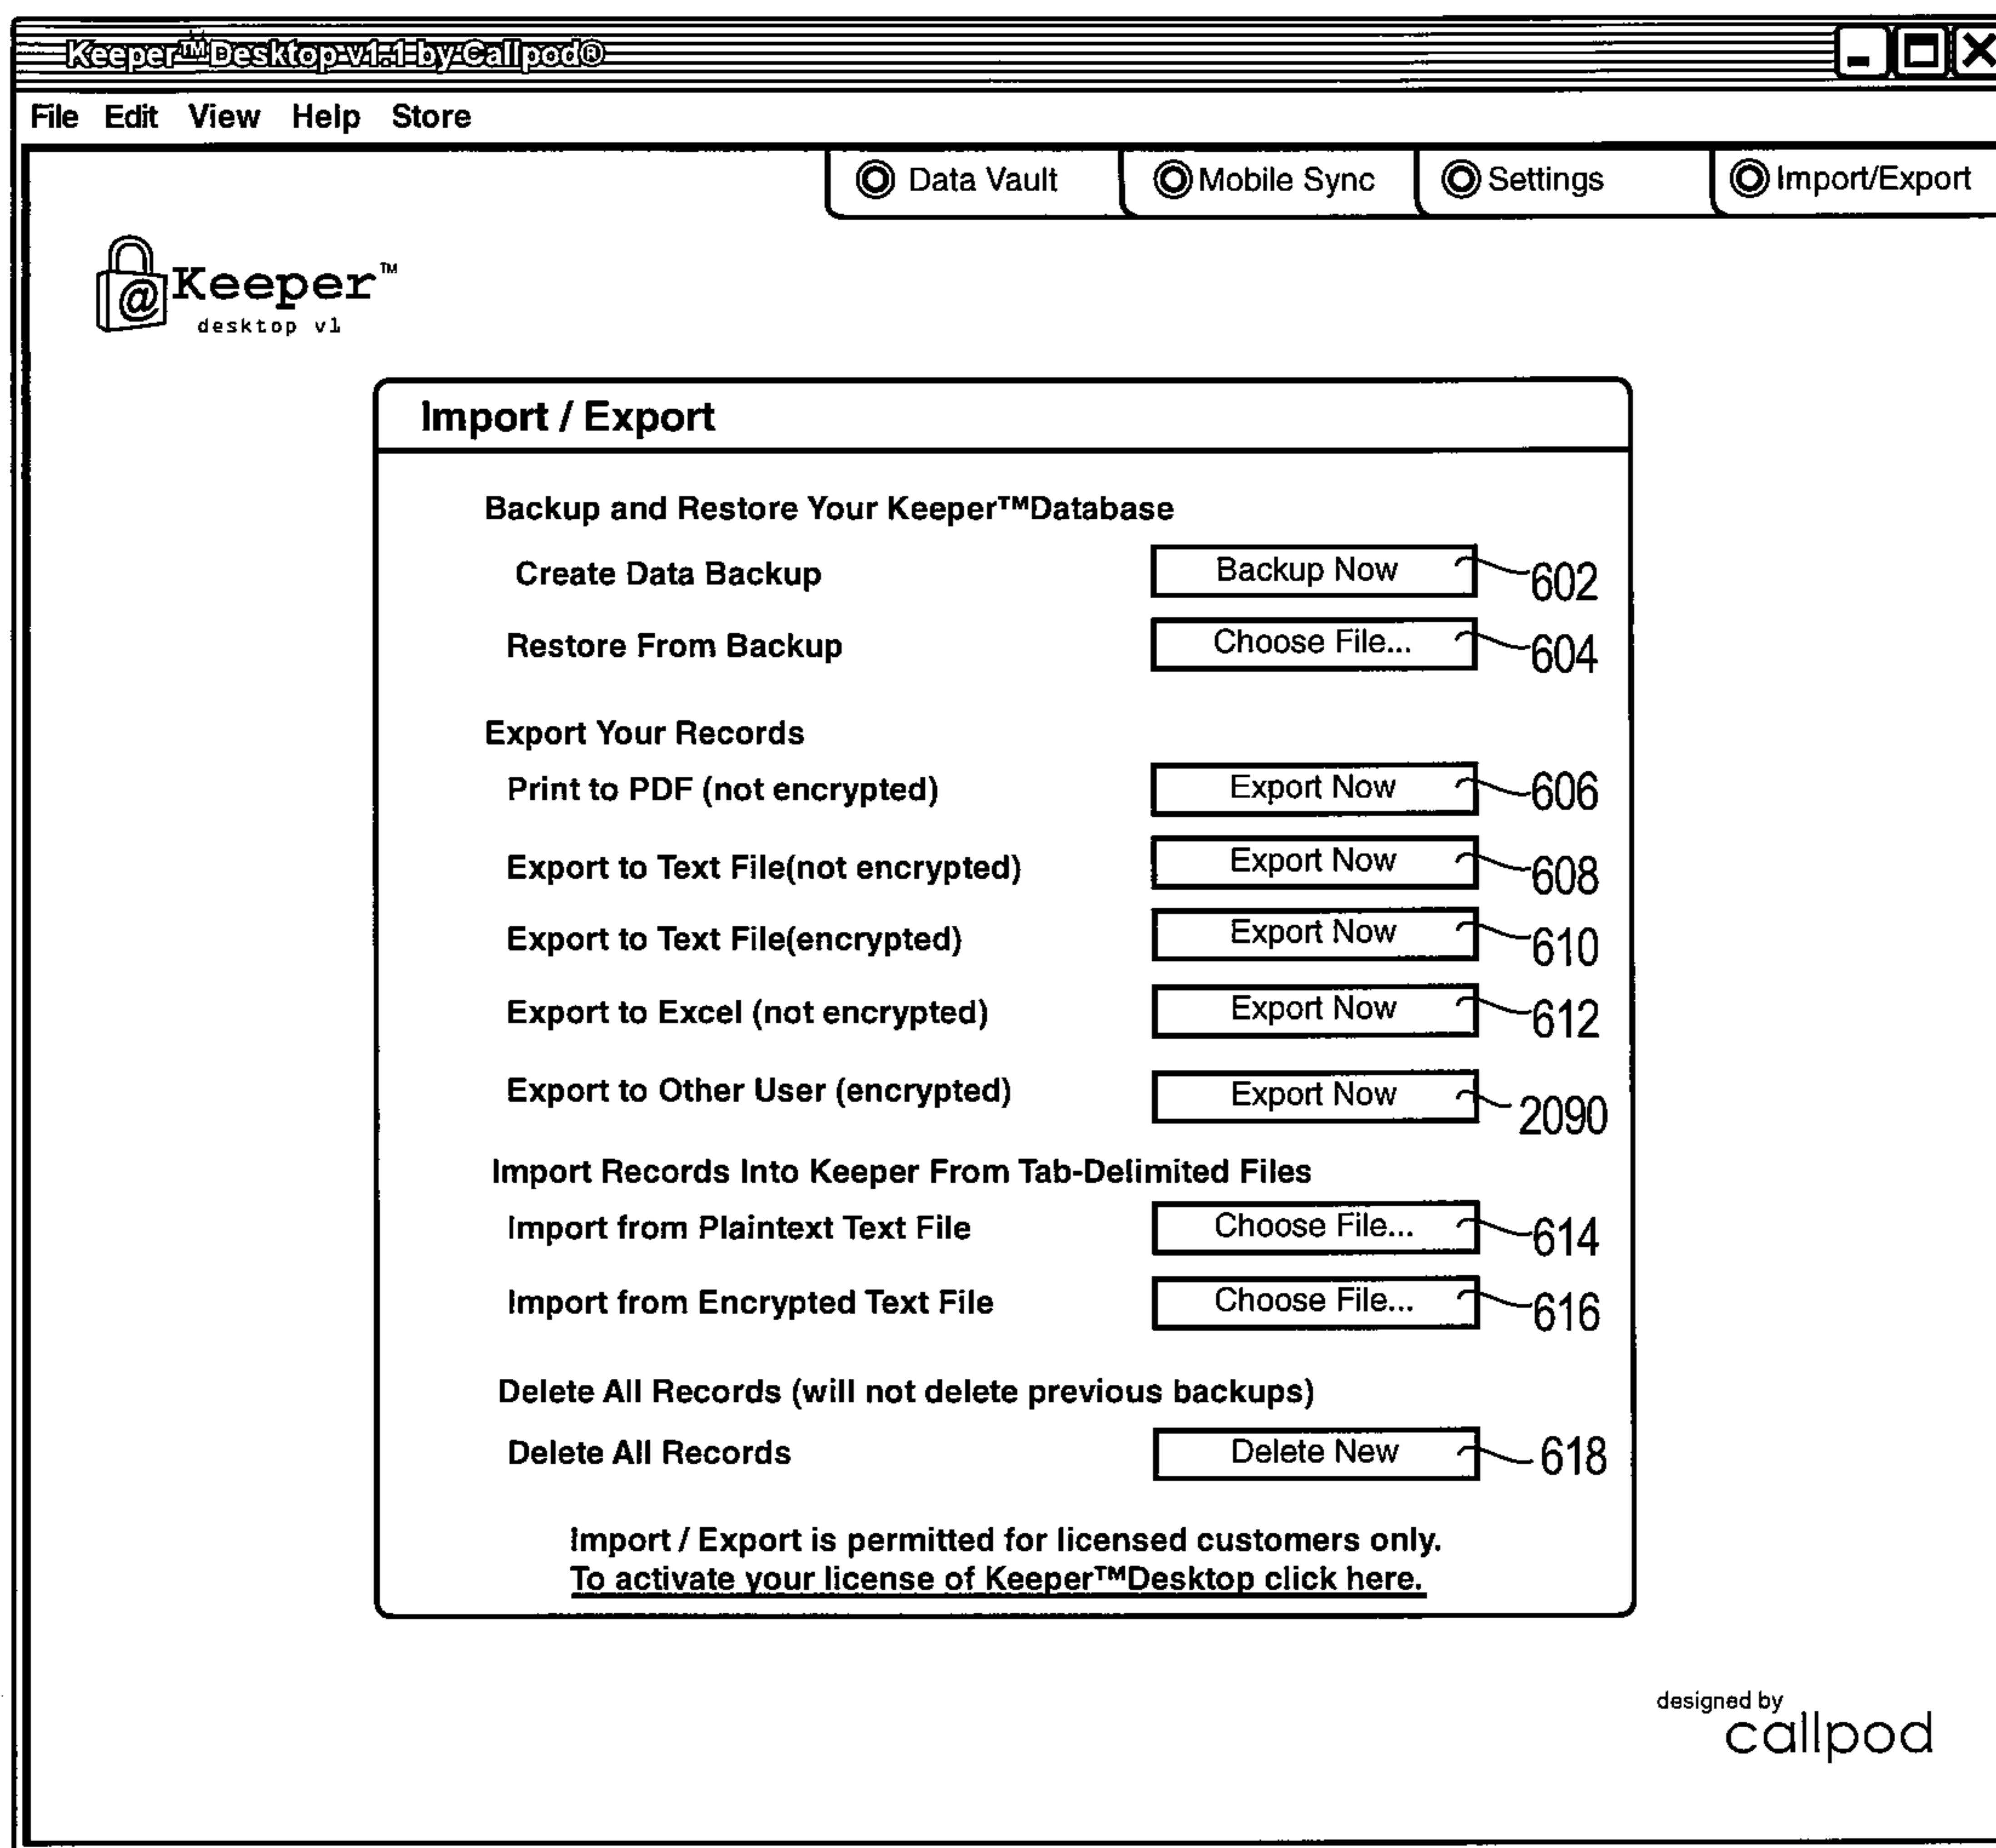 Keeper™Desktop v1.1 by Callpod®
File Edit View Help Store
Data Vault Mobile Sync Settings Import/Export
@ Keeper™
desktop v1
Import / Export
Backup and Restore Your Keeper™Database
Create Data Backup Backup Now 602
Restore From Backup Choose File... 604
Export Your Records
Print to PDF (not encrypted) Export Now 606
Export to Text File(not encrypted) Export Now 608
Export to Text File(encrypted) Export Now 610
Export to Excel (not encrypted) Export Now 612
Export to Other User (encrypted) Export Now 2090
Import Records Into Keeper From Tab-Delimited Files
Import from Plaintext Text File Choose File... 614
Import from Encrypted Text File Choose File... 616
Delete All Records (will not delete previous backups)
Delete All Records Delete New 618
Import / Export is permitted for licensed customers only.
To activate your license of Keeper™Desktop click here.
designed by
callpod